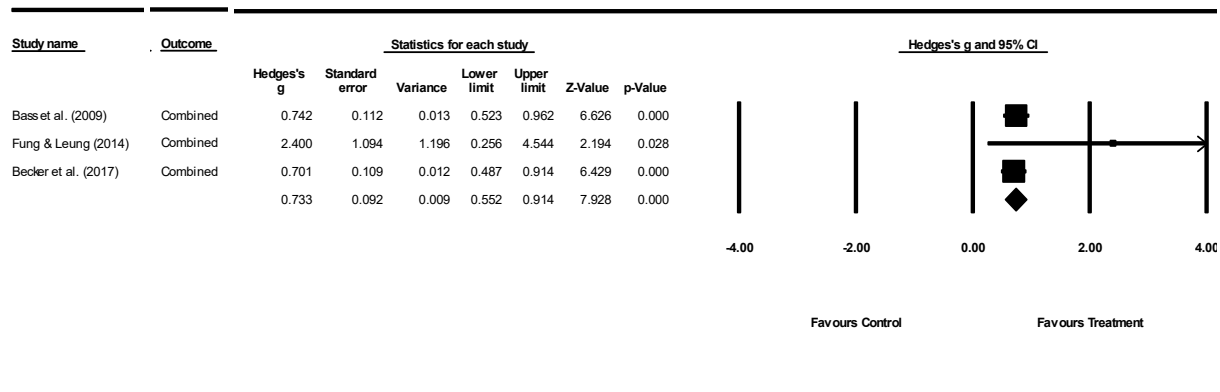 Study name . Outcome Statistics for each study Hedges's g and 95% CI
Hedges's Standard Lower Upper
g error Variance limit limit Z-Value p-Value
Bass et al. (2009) Combined 0.742 0.112 0.013 0.523 0.962 6.626 0.000
Fung & Leung (2014) Combined 2.400 1.094 1.196 0.256 4.544 2.194 0.028
Becker et al. (2017) Combined 0.701 0.109 0.012 0.487 0.914 6.429 0.000
0.733 0.092 0.009 0.552 0.914 7.928 0.000
-4.00 -2.00 0.00 2.00 4.00
Favours Control Favours Treatment